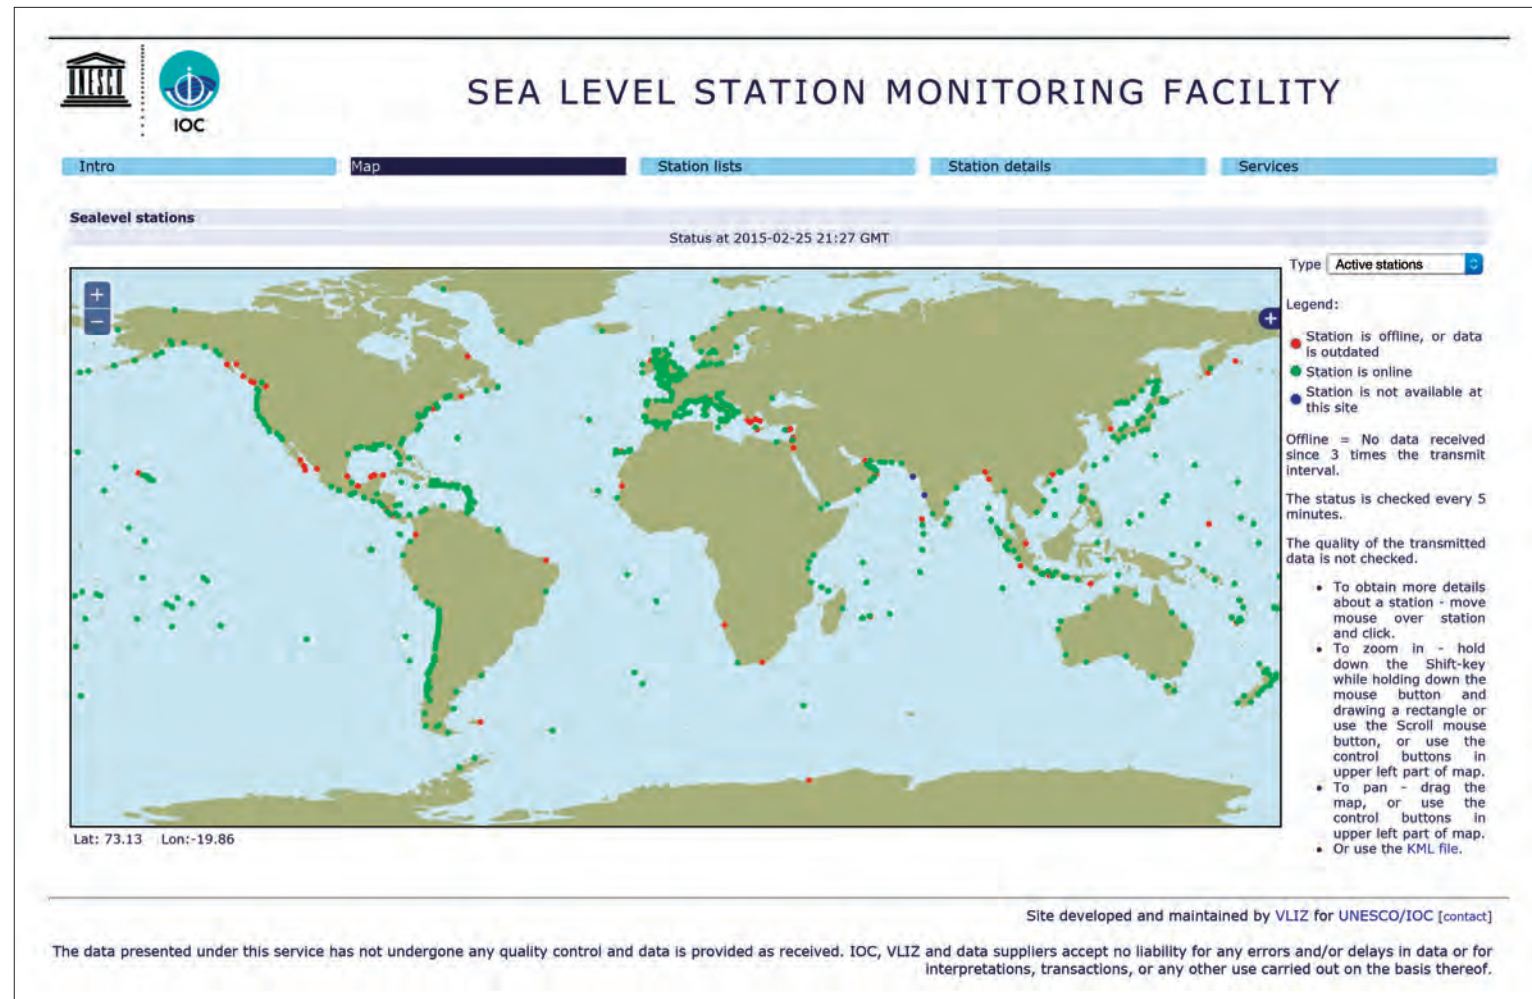 UNESCO
IOC
SEA LEVEL STATION MONITORING FACILITY
Intro
Map
Station lists
Station details
Services
Sealevel stations
Status at 2015-02-25 21:27 GMT
Type Active stations
+
−
+
Legend:
Station is offline, or data
is outdated
Station is online
Station is not available at
this site
Offline = No data received
since 3 times the transmit
interval.
The status is checked every 5
minutes.
The quality of the transmitted
data is not checked.
• To obtain more details
about a station - move
mouse over station
and click.
• To zoom in - hold
down the Shift-key
while holding down the
mouse button and
drawing a rectangle or
use the Scroll mouse
button, or use the
control buttons in
upper left part of map.
• To pan - drag the
map, or use the
control buttons in
upper left part of map.
• Or use the KML file.
Lat: 73.13 Lon:-19.86
Site developed and maintained by VLIZ for UNESCO/IOC [contact]
The data presented under this service has not undergone any quality control and data is provided as received. IOC, VLIZ and data suppliers accept no liability for any errors and/or delays in data or for
interpretations, transactions, or any other use carried out on the basis thereof.